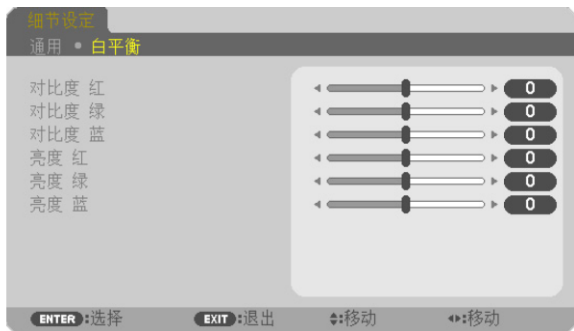 细节设定
通用 • 白平衡
对比度 红 0
对比度 绿 0
对比度 蓝 0
亮度 红 0
亮度 绿 0
亮度 蓝 0
ENTER:选择 EXIT:退出 :移动 :移动